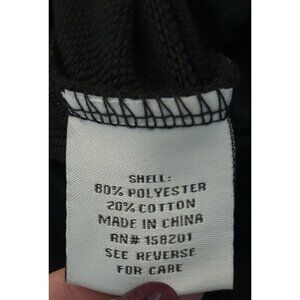 SHELL:
80% POLYESTER
20% COTTON
MADE IN CHINA
RN# 158201
SEE REVERSE
FOR CARE